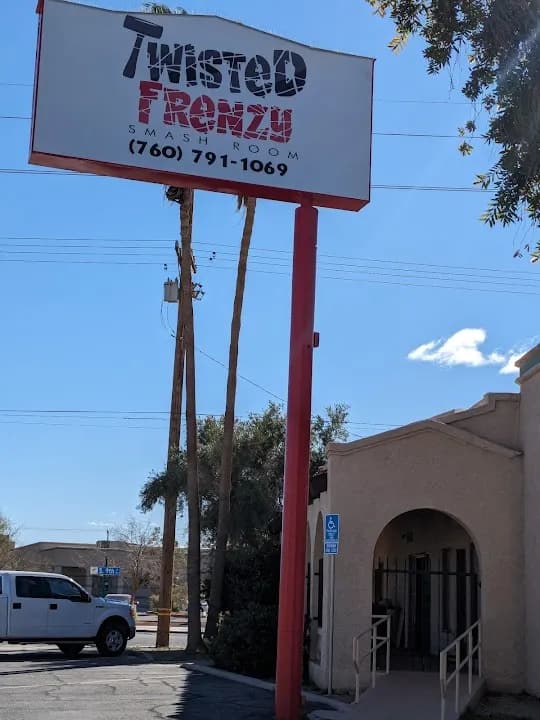 TWISTED
FRENZY
SMASH ROOM
(760) 791-1069